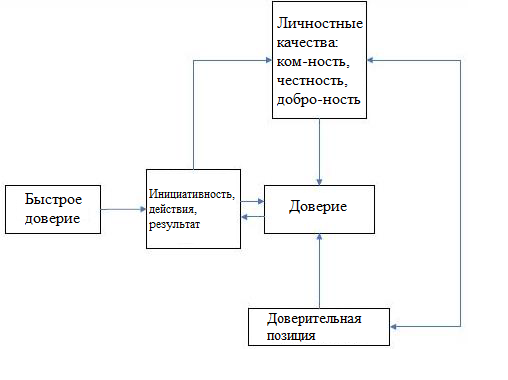 Личностные
качества:
ком-ность,
честность,
добро-ность
Быстрое
доверие
Инициативность,
действия,
результат
Доверие
Доверительная
позиция